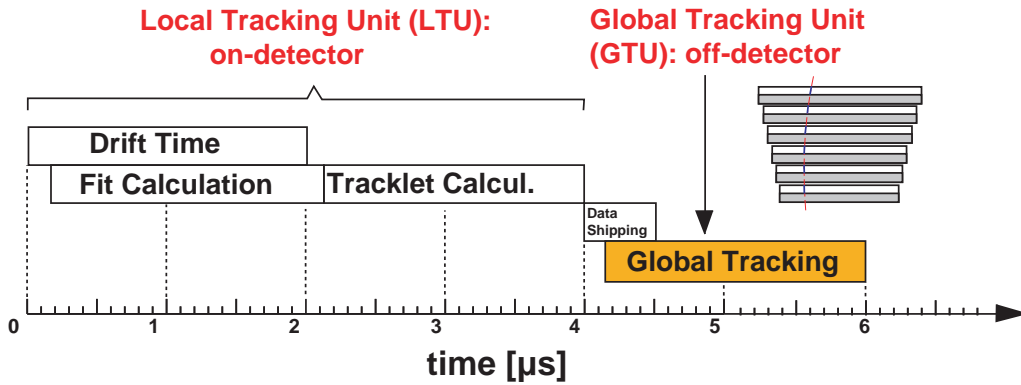 Local Tracking Unit (LTU):
on-detector
Global Tracking Unit
(GTU): off-detector
Drift Time
Fit Calculation
Tracklet Calcul.
Data
Shipping
Global Tracking
0 1 2 3 4 5 6
time [µs]